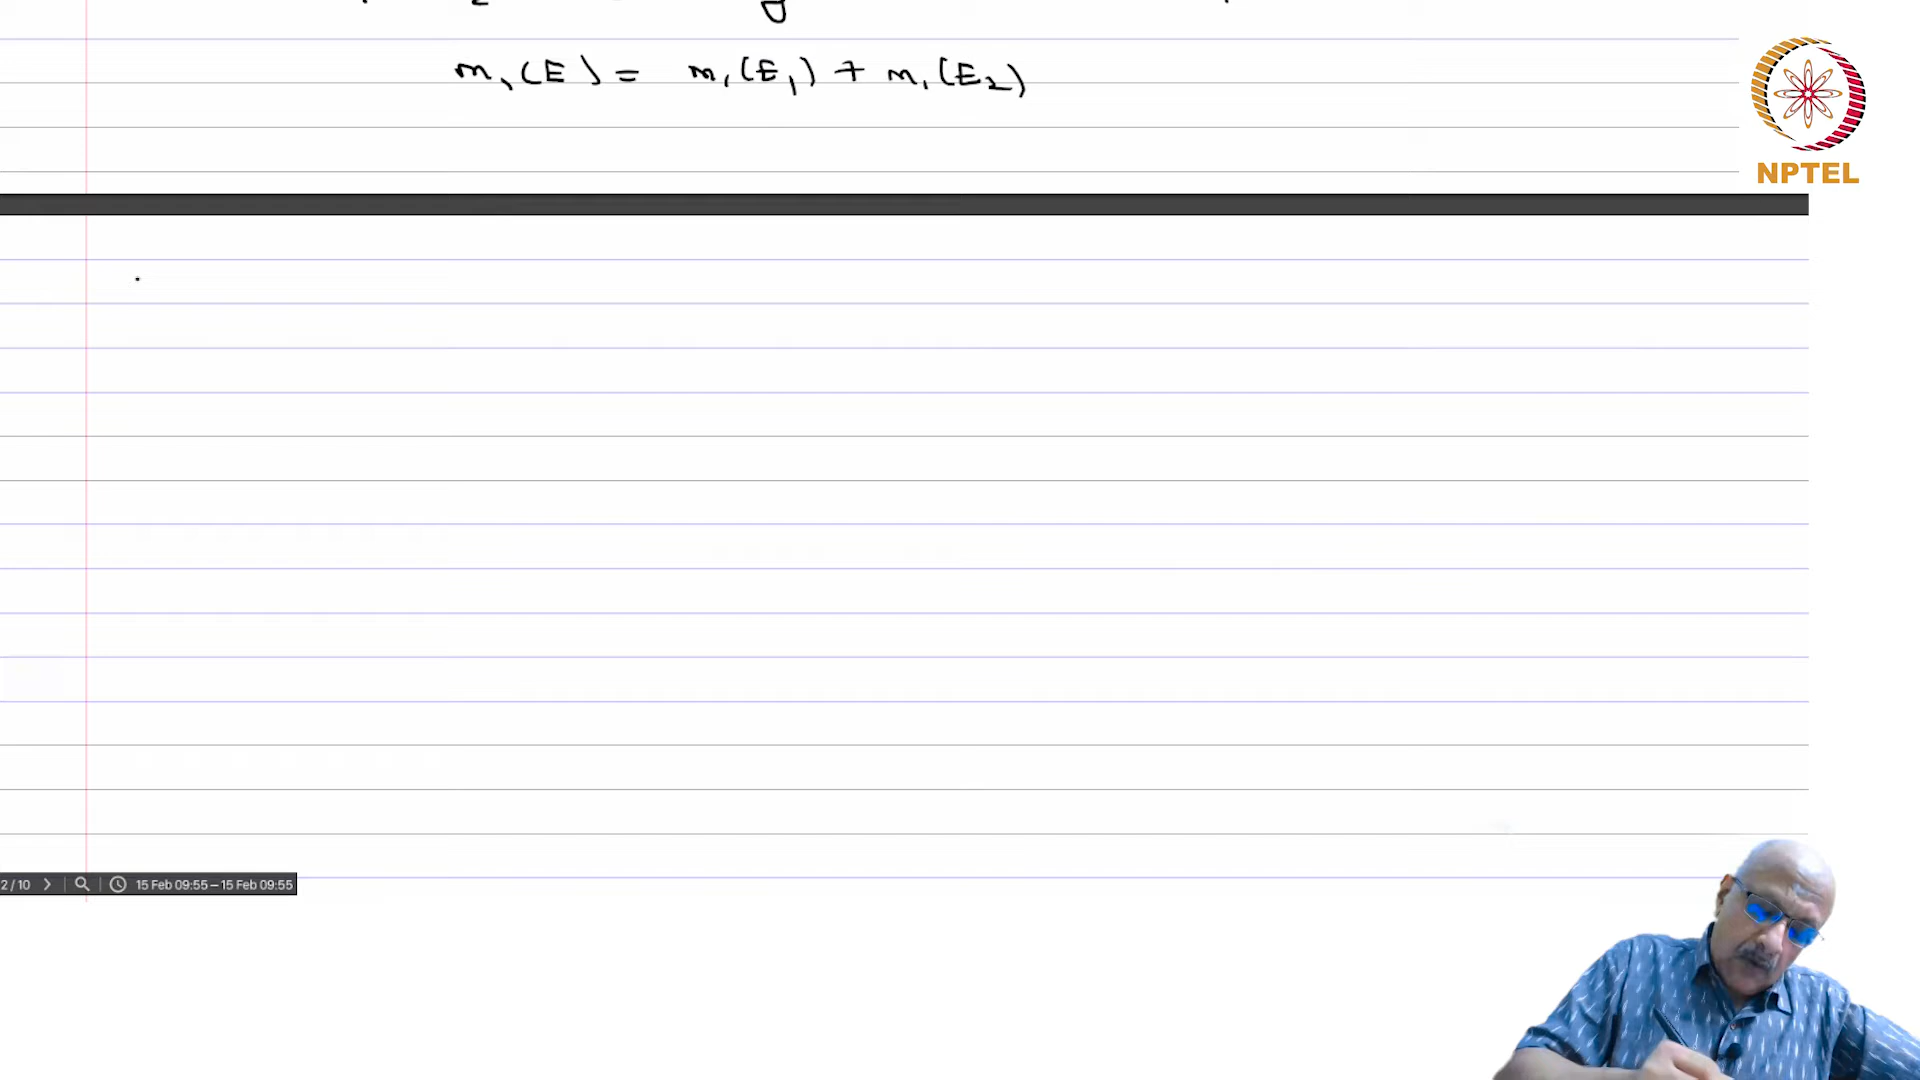 m₁(E) = m₁(E₁) + m₁(E₂)
NPTEL
2/10
15 Feb 09:55 – 15 Feb 09:55